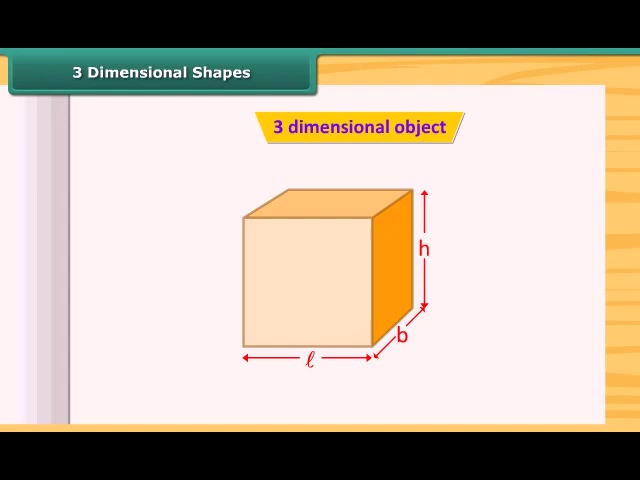 3 Dimensional Shapes
3 dimensional object
h
b
ℓ